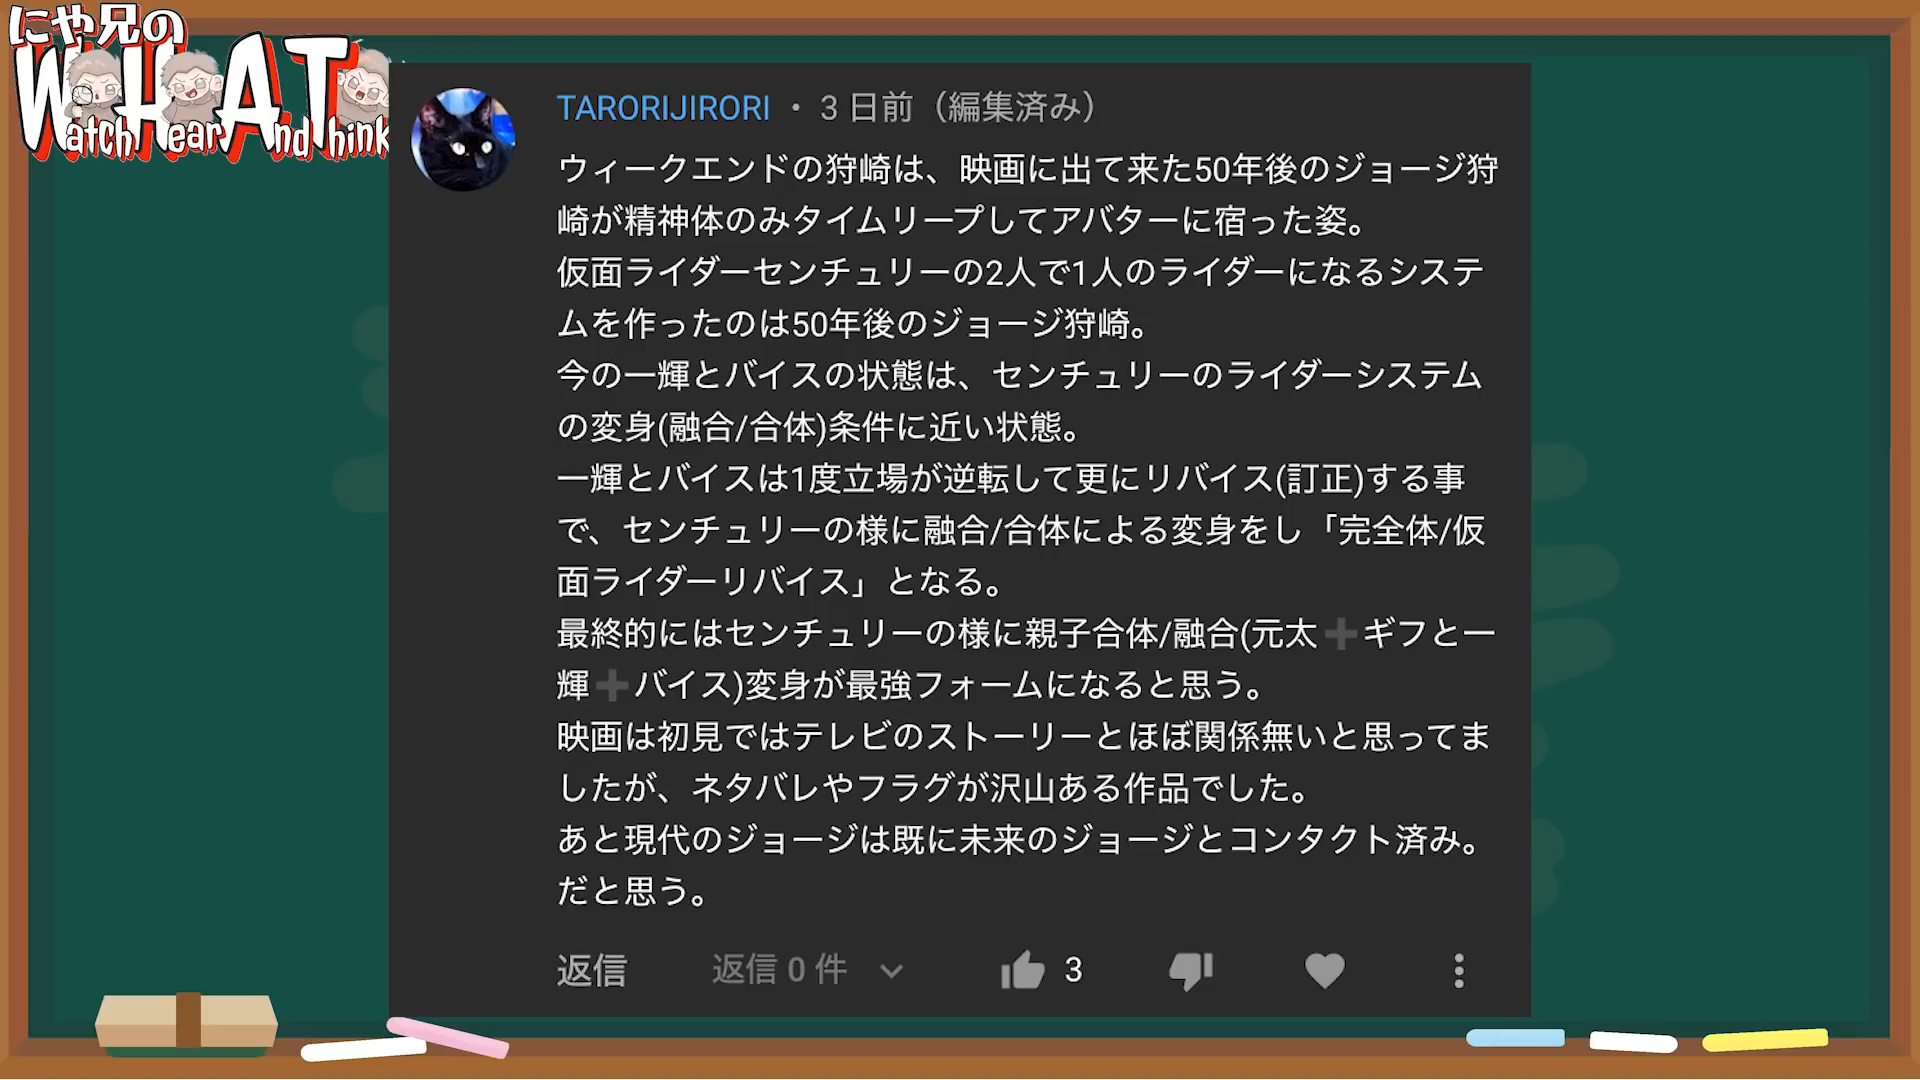 にや兄の
WHAT
Watch Hear And Think
TARORIJIRORI ・ 3 日前（編集済み）
ウィークエンドの狩崎は、映画に出て来た50年後のジョージ狩
崎が精神体のみタイムリープしてアバターに宿った姿。
仮面ライダーセンチュリーの2人で1人のライダーになるシステ
ムを作ったのは50年後のジョージ狩崎。
今の一輝とバイスの状態は、センチュリーのライダーシステム
の変身(融合/合体)条件に近い状態。
一輝とバイスは1度立場が逆転して更にリバイス(訂正)する事
で、センチュリーの様に融合/合体による変身をし「完全体/仮
面ライダーリバイス」となる。
最終的にはセンチュリーの様に親子合体/融合(元太➕ギフと一
輝➕バイス)変身が最強フォームになると思う。
映画は初見ではテレビのストーリーとほぼ関係無いと思ってま
したが、ネタバレやフラグが沢山ある作品でした。
あと現代のジョージは既に未来のジョージとコンタクト済み。
だと思う。
返信 返信 0 件 3